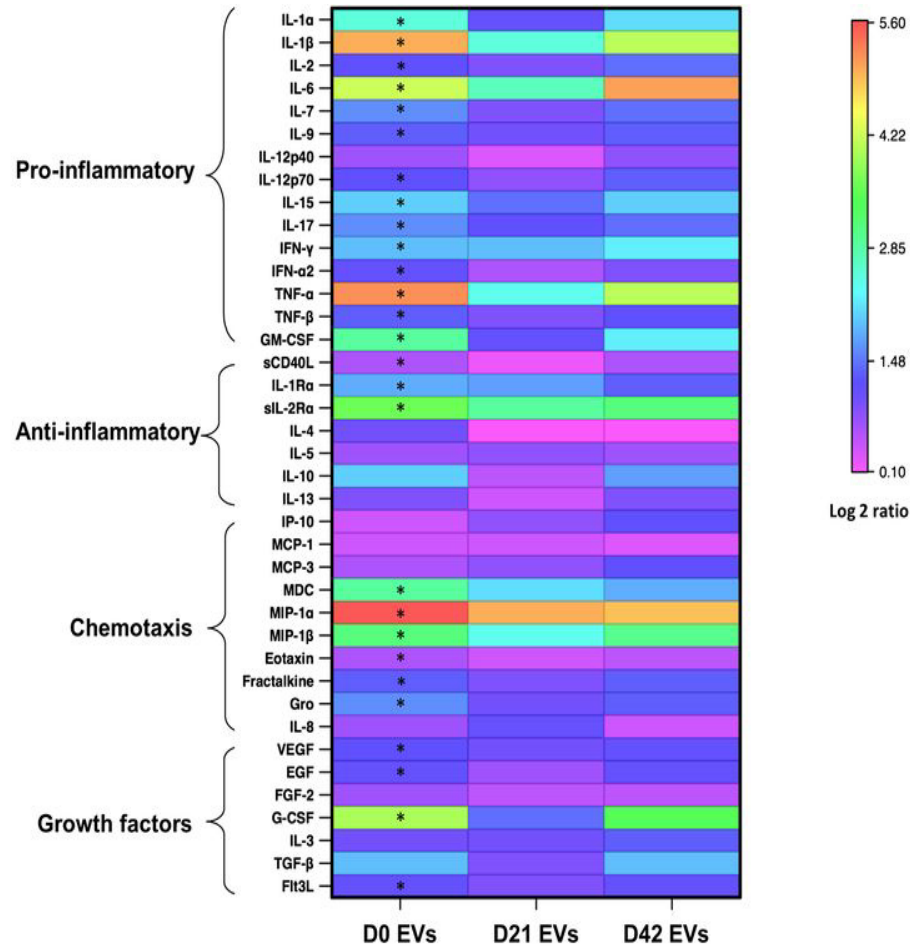 Pro-inflammatory
IL-1α *
IL-1β *
IL-2 *
IL-6 *
IL-7 *
IL-9 *
IL-12p40
IL-12p70 *
IL-15 *
IL-17 *
IFN-γ *
IFN-α2 *
TNF-α *
TNF-β *
GM-CSF *
Anti-inflammatory
sCD40L *
IL-1Rα *
sIL-2Rα *
IL-4
IL-5
IL-10
IL-13
Chemotaxis
IP-10
MCP-1
MCP-3
MDC *
MIP-1α *
MIP-1β *
Eotaxin *
Fractalkine *
Gro *
IL-8
Growth factors
VEGF *
EGF *
FGF-2
G-CSF *
IL-3
TGF-β
Flt3L *
D0 EVs D21 EVs D42 EVs
5.60
4.22
2.85
1.48
0.10
Log 2 ratio